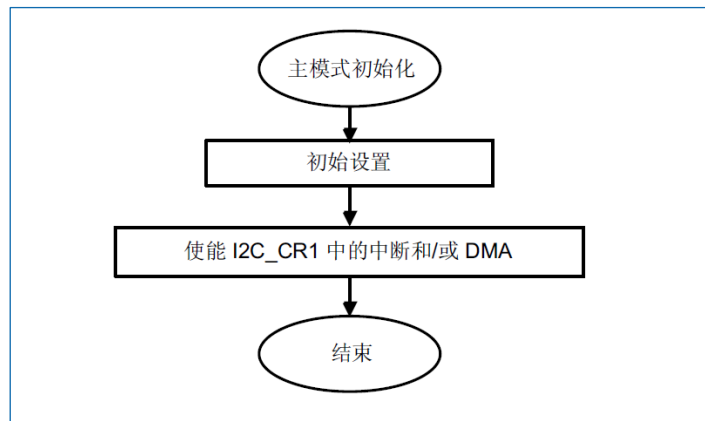 主模式初始化
初始设置
使能 I2C_CR1 中的中断和/或 DMA
结束